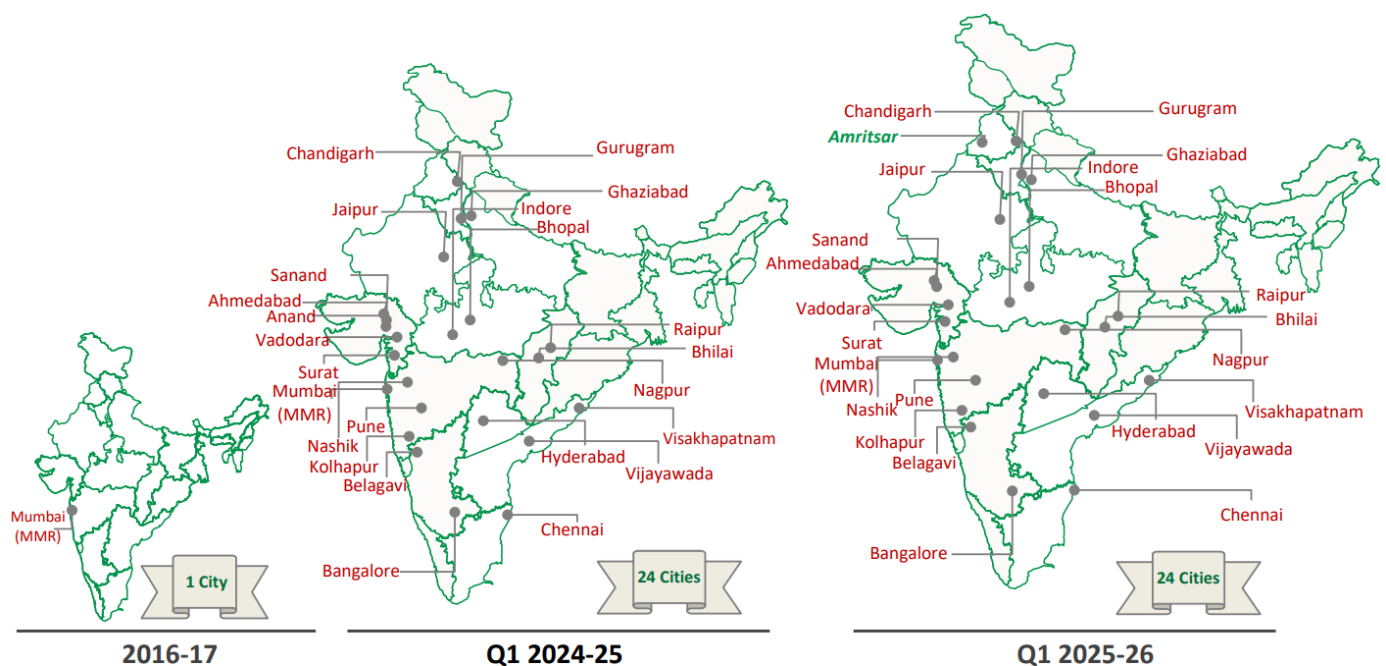 Mumbai
(MMR)
1 City
2016-17
Chandigarh
Gurugram
Ghaziabad
Jaipur
Indore
Bhopal
Sanand
Ahmedabad
Anand
Vadodara
Raipur
Bhilai
Surat
Nagpur
Mumbai
(MMR)
Pune
Nashik
Visakhapatnam
Kolhapur
Hyderabad
Vijayawada
Belagavi
Chennai
Bangalore
24 Cities
Q1 2024-25
Chandigarh
Gurugram
Amritsar
Ghaziabad
Jaipur
Indore
Bhopal
Sanand
Ahmedabad
Raipur
Vadodara
Bhilai
Surat
Nagpur
Mumbai
(MMR)
Pune
Nashik
Visakhapatnam
Kolhapur
Hyderabad
Vijayawada
Belagavi
Chennai
Bangalore
24 Cities
Q1 2025-26